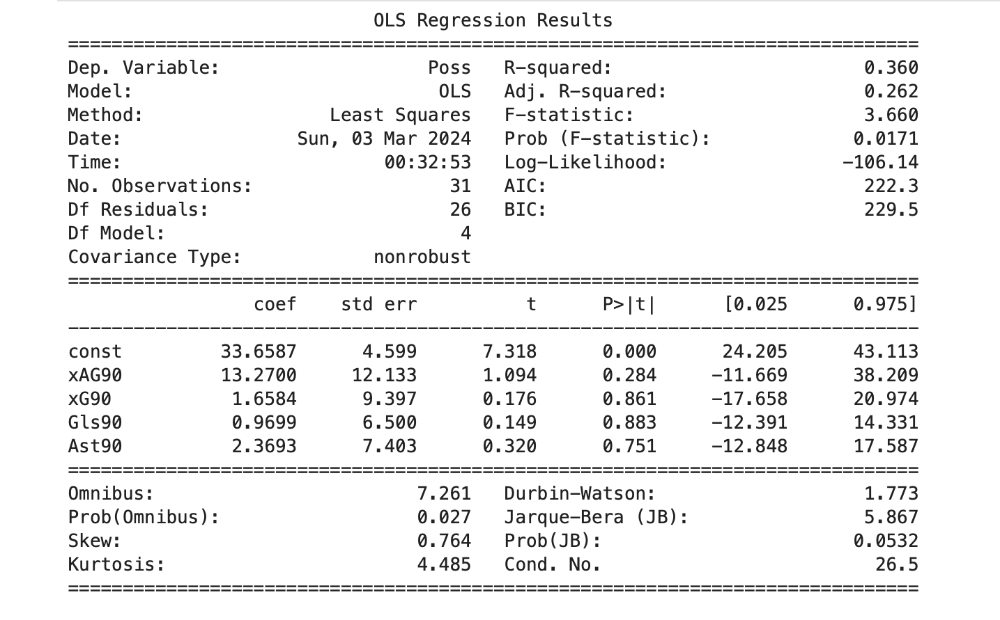 OLS Regression Results
==============================================================================
Dep. Variable:                   Poss   R-squared:                       0.360
Model:                            OLS   Adj. R-squared:                  0.262
Method:                 Least Squares   F-statistic:                     3.660
Date:                Sun, 03 Mar 2024   Prob (F-statistic):             0.0171
Time:                        00:32:53   Log-Likelihood:                -106.14
No. Observations:                  31   AIC:                             222.3
Df Residuals:                      26   BIC:                             229.5
Df Model:                           4
Covariance Type:            nonrobust
==============================================================================
                 coef    std err          t      P>|t|      [0.025      0.975]
------------------------------------------------------------------------------
const         33.6587      4.599      7.318      0.000      24.205      43.113
xAG90         13.2700     12.133      1.094      0.284     -11.669      38.209
xG90           1.6584      9.397      0.176      0.861     -17.658      20.974
Gls90          0.9699      6.500      0.149      0.883     -12.391      14.331
Ast90          2.3693      7.403      0.320      0.751     -12.848      17.587
==============================================================================
Omnibus:                        7.261   Durbin-Watson:                   1.773
Prob(Omnibus):                  0.027   Jarque-Bera (JB):                5.867
Skew:                           0.764   Prob(JB):                       0.0532
Kurtosis:                       4.485   Cond. No.                         26.5
==============================================================================